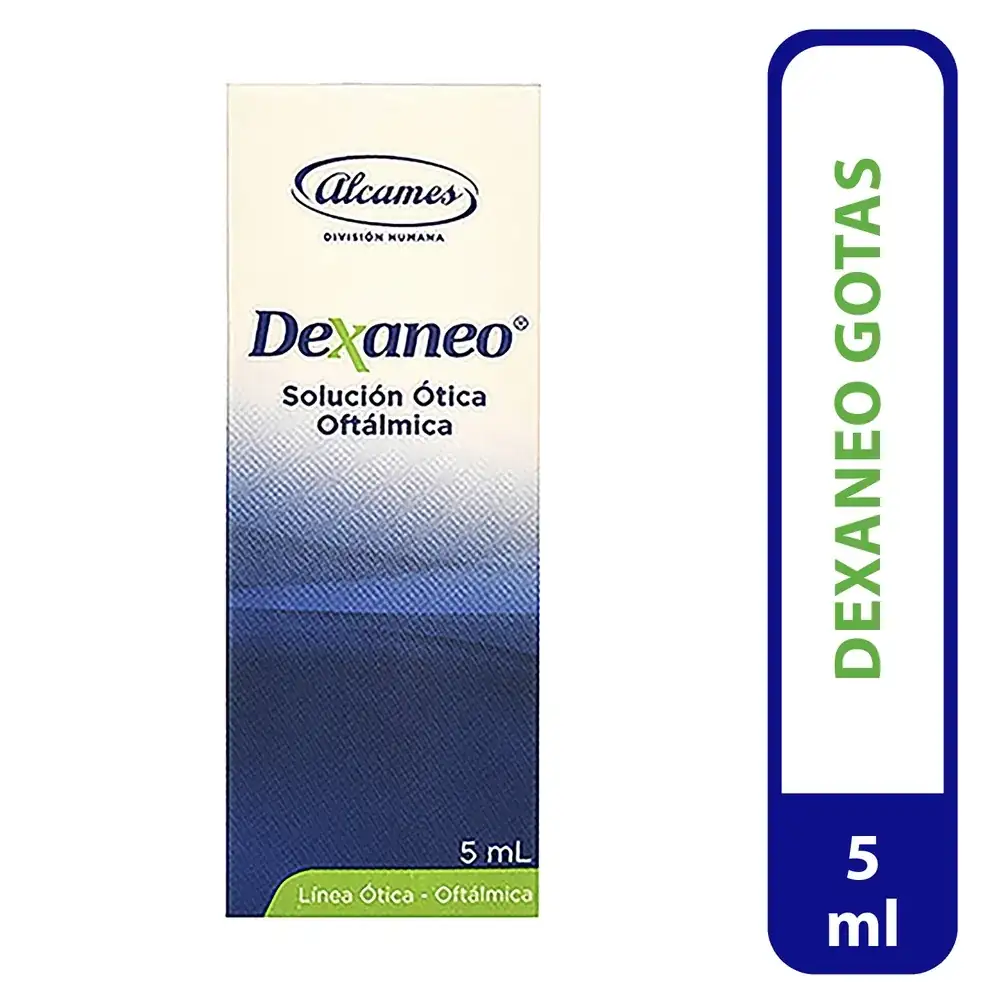 Alcames
DIVISIÓN HUMANA
Dexaneo®
Solución Ótica
Oftálmica
5 mL
Línea Ótica - Oftálmica
DEXANEO GOTAS
5
ml